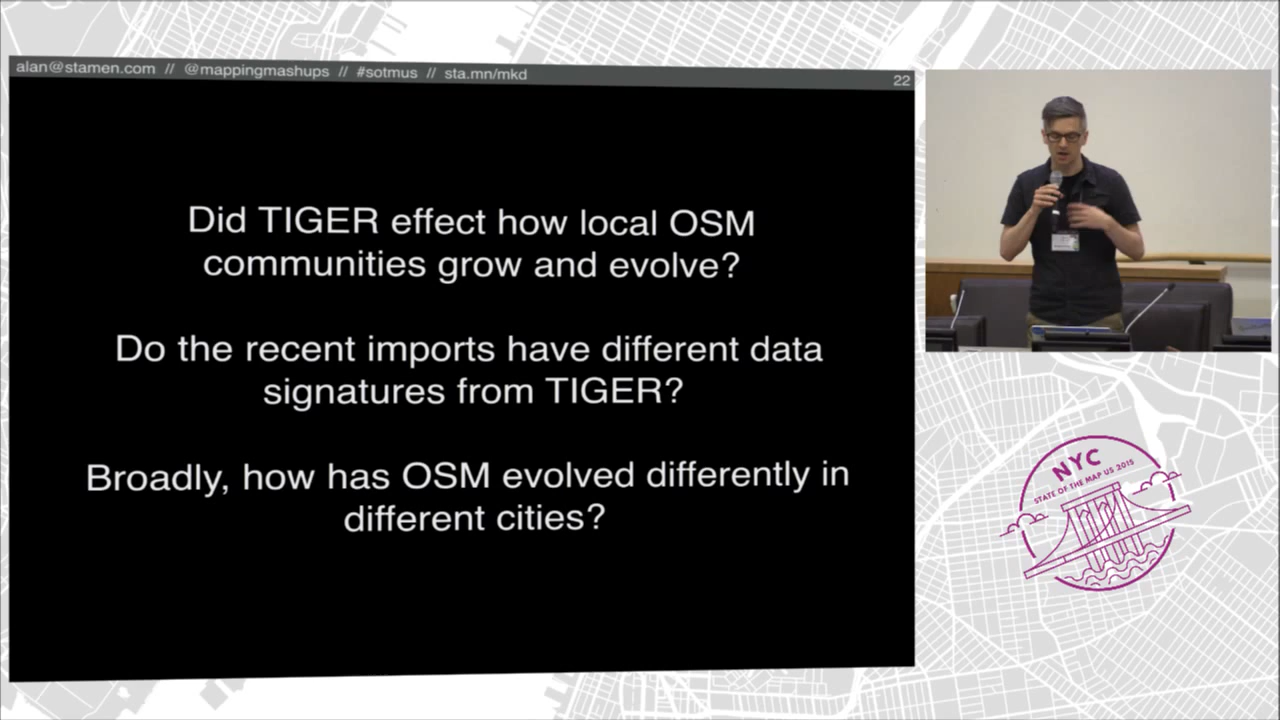 alan@stamen.com // @mappingmashups // #sotmus // sta.mn/mkd
22
Did TIGER effect how local OSM
communities grow and evolve?
Do the recent imports have different data
signatures from TIGER?
Broadly, how has OSM evolved differently in
different cities?
NYC
STATE OF THE MAP US 2015